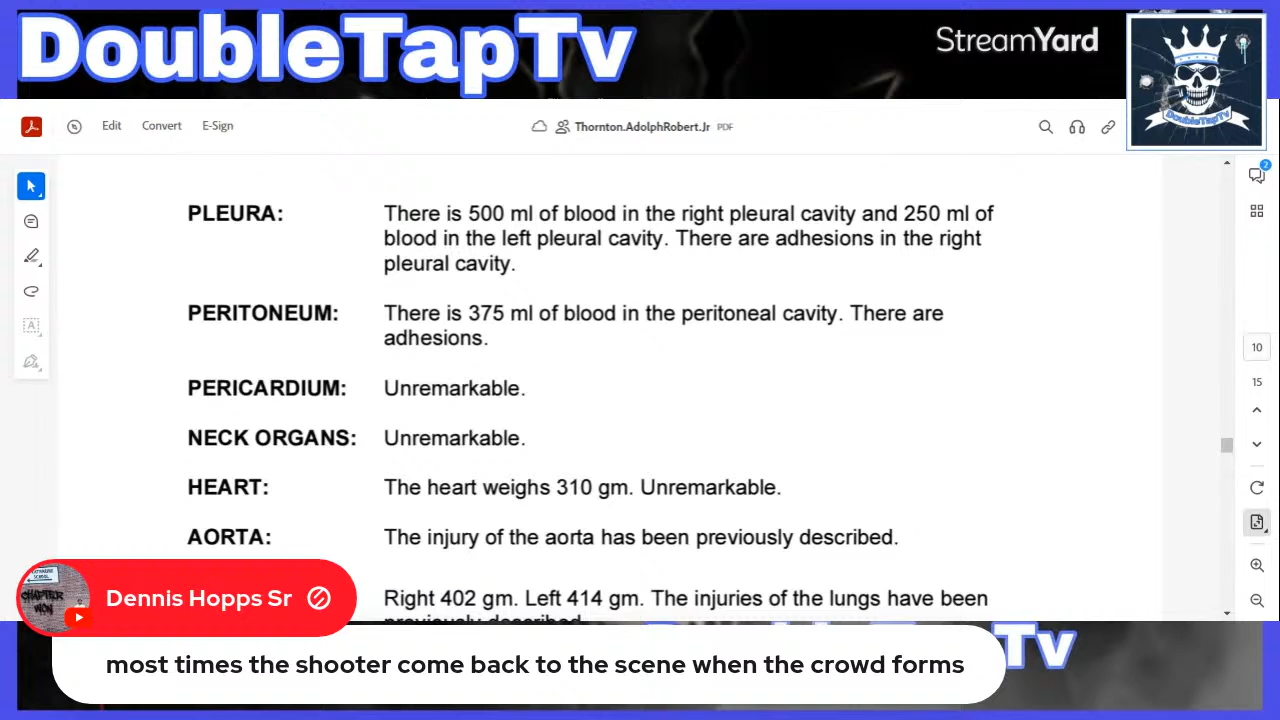 DoubleTapTv
StreamYard
DoubleTapTv
Edit
Convert
E-Sign
Thornton.AdolphRobert.Jr PDF
2
PLEURA: There is 500 ml of blood in the right pleural cavity and 250 ml of
blood in the left pleural cavity. There are adhesions in the right
pleural cavity.
PERITONEUM: There is 375 ml of blood in the peritoneal cavity. There are
adhesions.
PERICARDIUM: Unremarkable.
NECK ORGANS: Unremarkable.
HEART: The heart weighs 310 gm. Unremarkable.
AORTA: The injury of the aorta has been previously described.
Right 402 gm. Left 414 gm. The injuries of the lungs have been
previously described.
10
15
Dennis Hopps Sr
most times the shooter come back to the scene when the crowd forms
Tv